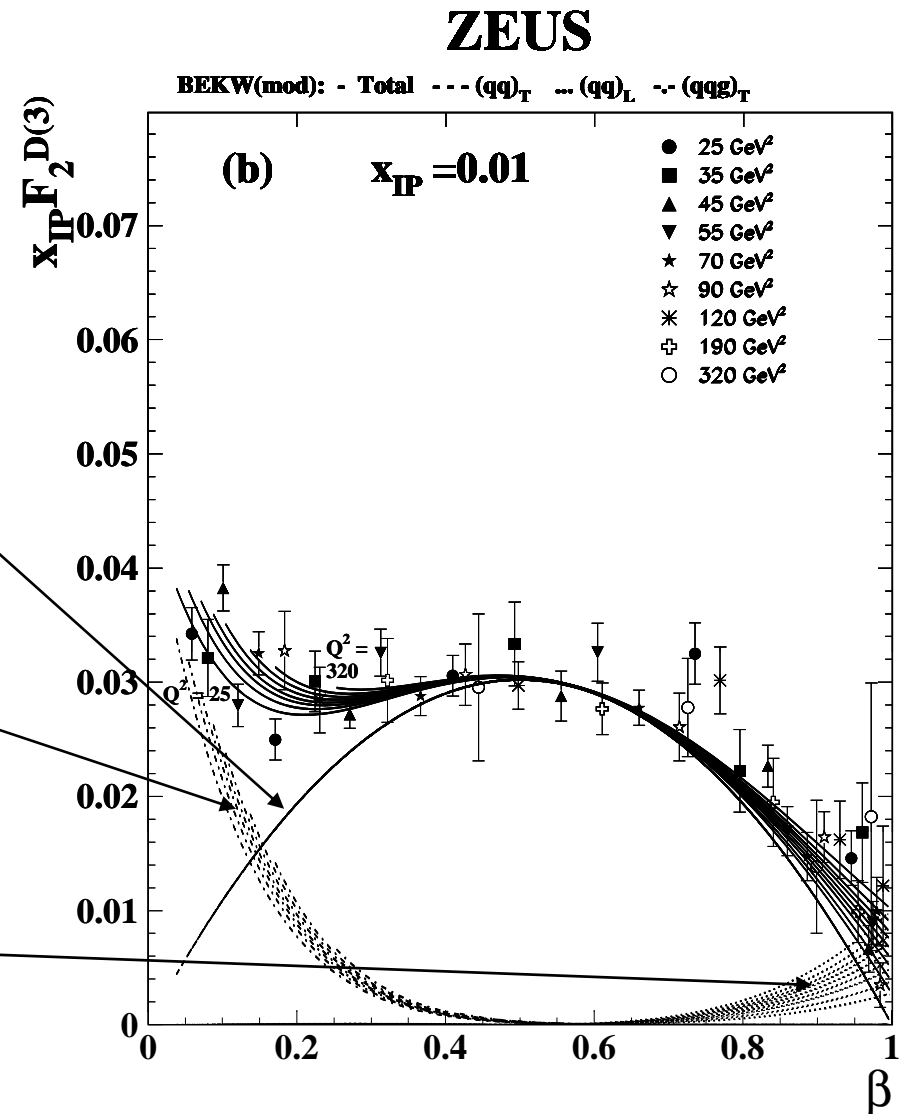 ZEUS
BEKW(mod): - Total - - - (qq)T ... (qq)L -.- (qqg)T
xIPF2D(3)
(b) xIP =0.01
25 GeV2
35 GeV2
45 GeV2
55 GeV2
70 GeV2
90 GeV2
120 GeV2
190 GeV2
320 GeV2
0.07
0.06
0.05
0.04
0.03
0.02
0.01
0
Q2 =
320
Q2 = 25
0 0.2 0.4 0.6 0.8 1
β